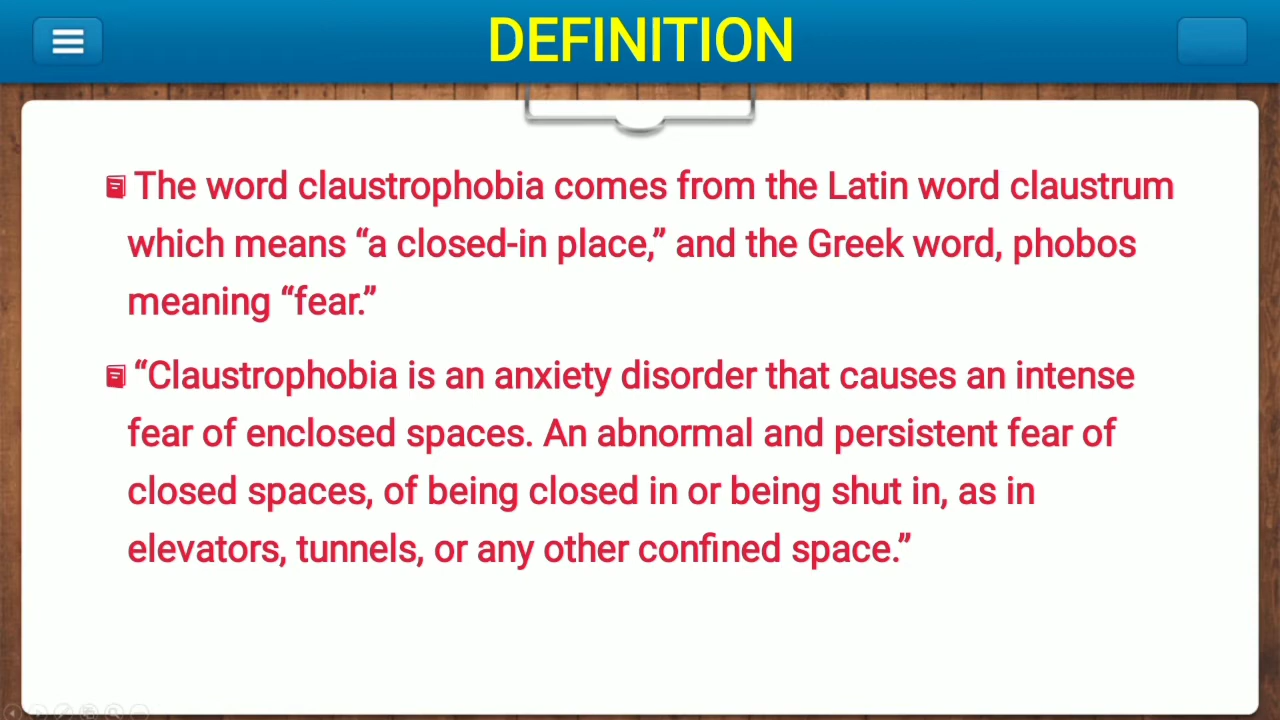 DEFINITION
The word claustrophobia comes from the Latin word claustrum
which means “a closed-in place,” and the Greek word, phobos
meaning “fear.”
“Claustrophobia is an anxiety disorder that causes an intense
fear of enclosed spaces. An abnormal and persistent fear of
closed spaces, of being closed in or being shut in, as in
elevators, tunnels, or any other confined space.”